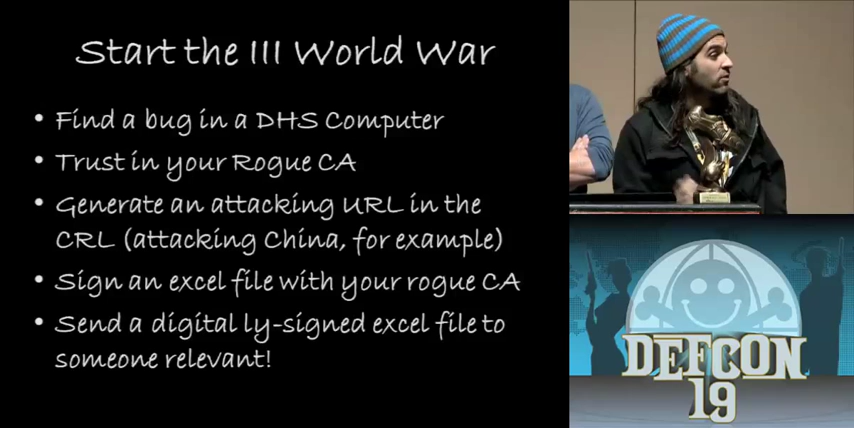 Start the III World War
• Find a bug in a DHS Computer
• Trust in your Rogue CA
• Generate an attacking URL in the
CRL (attacking China, for example)
• Sign an excel file with your rogue CA
• Send a digital ly-signed excel file to
someone relevant!
DEFCON
19